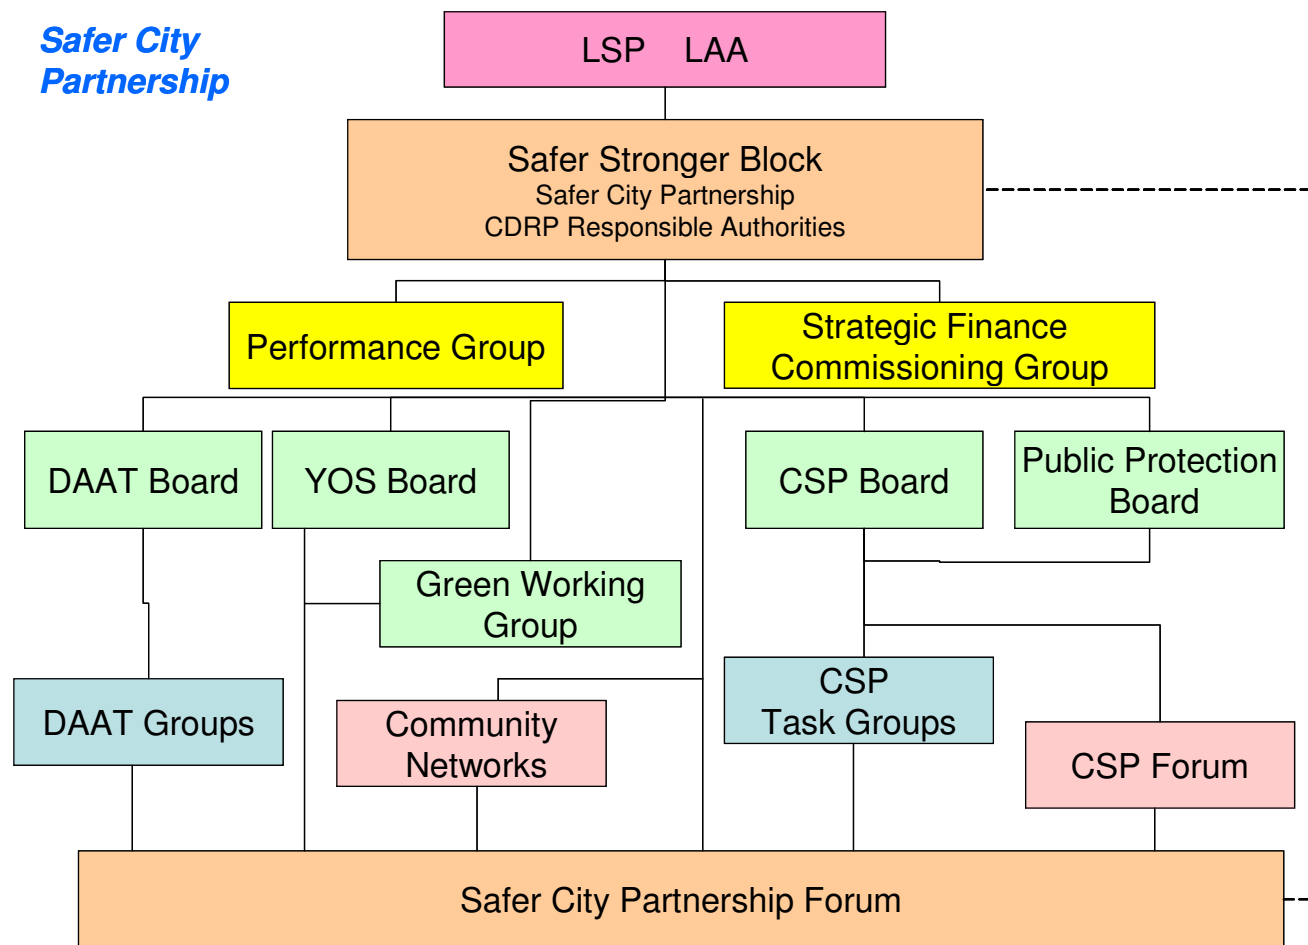 Safer City
Partnership
LSP LAA
Safer Stronger Block
Safer City Partnership
CDRP Responsible Authorities
Performance Group
Strategic Finance
Commissioning Group
DAAT Board
YOS Board
CSP Board
Public Protection
Board
Green Working
Group
DAAT Groups
Community
Networks
CSP
Task Groups
CSP Forum
Safer City Partnership Forum